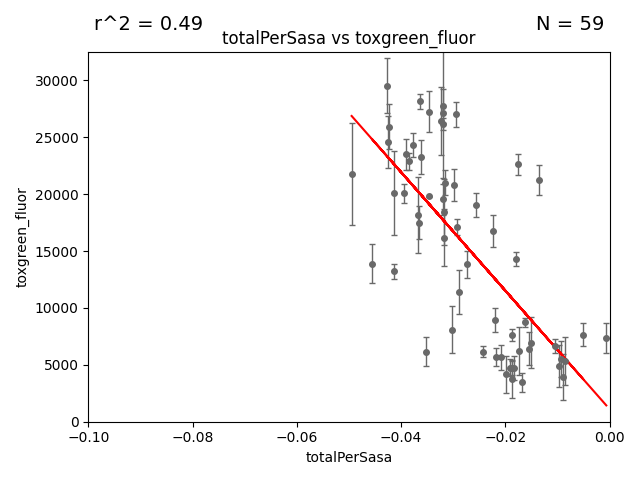 r^2 = 0.49
N = 59
totalPerSasa vs toxgreen_fluor
30000
25000
20000
15000
10000
5000
0
toxgreen_fluor
−0.10
−0.08
−0.06
−0.04
−0.02
0.00
totalPerSasa